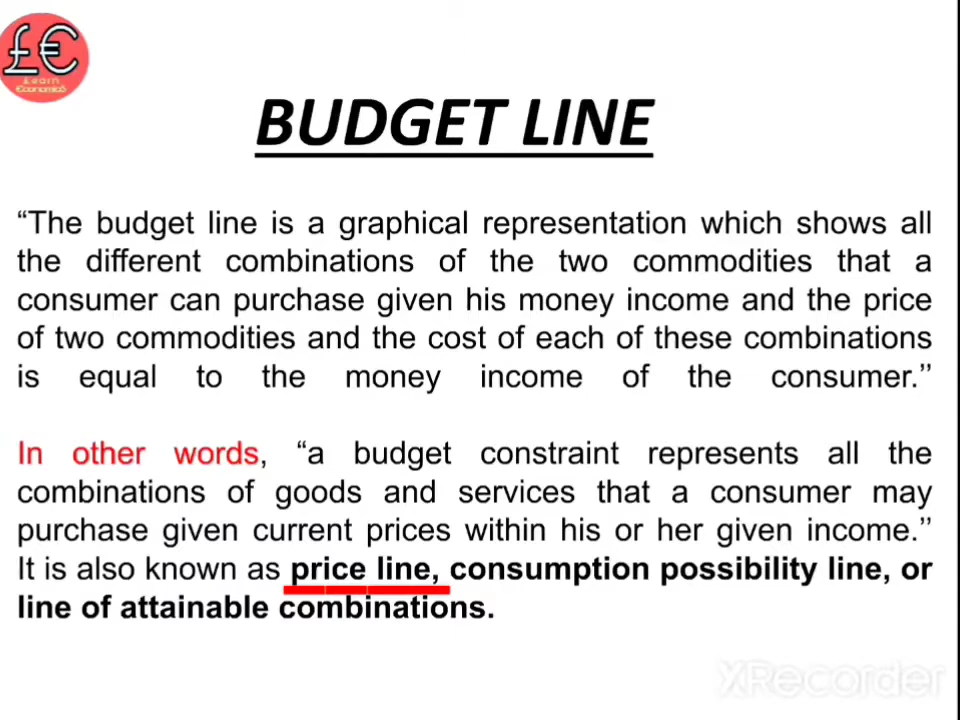 £€
Learn
Economics
BUDGET LINE
“The budget line is a graphical representation which shows all
the different combinations of the two commodities that a
consumer can purchase given his money income and the price
of two commodities and the cost of each of these combinations
is equal to the money income of the consumer.’’
In other words, “a budget constraint represents all the
combinations of goods and services that a consumer may
purchase given current prices within his or her given income.’’
It is also known as price line, consumption possibility line, or
line of attainable combinations.
XRecorder